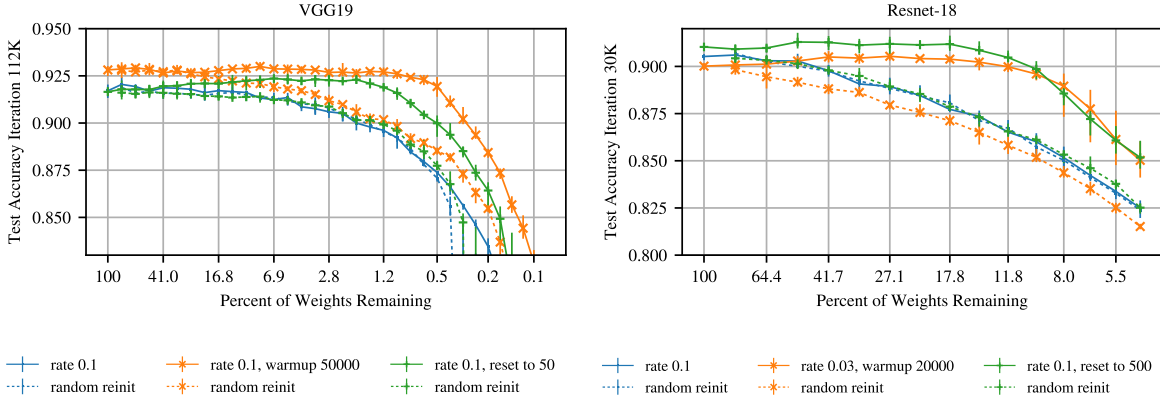 VGG19
Test Accuracy Iteration 112K
0.950
0.925
0.900
0.875
0.850
100 41.0 16.8 6.9 2.8 1.2 0.5 0.2 0.1
Percent of Weights Remaining
rate 0.1 rate 0.1, warmup 50000 rate 0.1, reset to 50
random reinit random reinit random reinit
Resnet-18
Test Accuracy Iteration 30K
0.900
0.875
0.850
0.825
0.800
100 64.4 41.7 27.1 17.8 11.8 8.0 5.5
Percent of Weights Remaining
rate 0.1 rate 0.03, warmup 20000 rate 0.1, reset to 500
random reinit random reinit random reinit